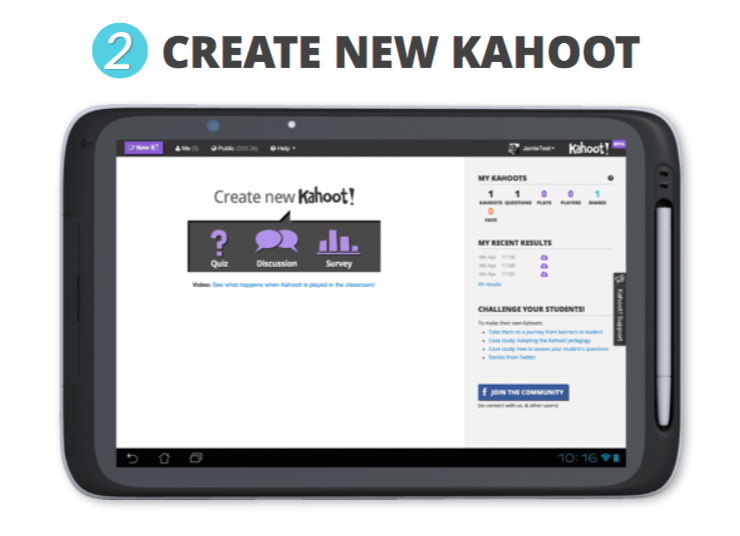 2 CREATE NEW KAHOOT
New K! Me (1) Public Help JamieTest Kahoot! BETA
Create new Kahoot!
Quiz Discussion Survey
Video: See what happens when Kahoot! is played in the classroom!
MY KAHOOTS
1 1 0 0 1
KAHOOTS QUESTIONS PLAYS PLAYERS SHARES
0
FAVS
MY RECENT RESULTS
4th Apr 17:19
4th Apr 17:09
4th Apr 17:02
All results
CHALLENGE YOUR STUDENTS!
To make their own Kahoots:
Take them on a journey from learners to leaders
Case study: Adopting the Kahoot! pedagogy
Case study: how to assess your student's questions
Stories from Twitter
f JOIN THE COMMUNITY
(to connect with us, & other users)
Kahoot! Support
10:16